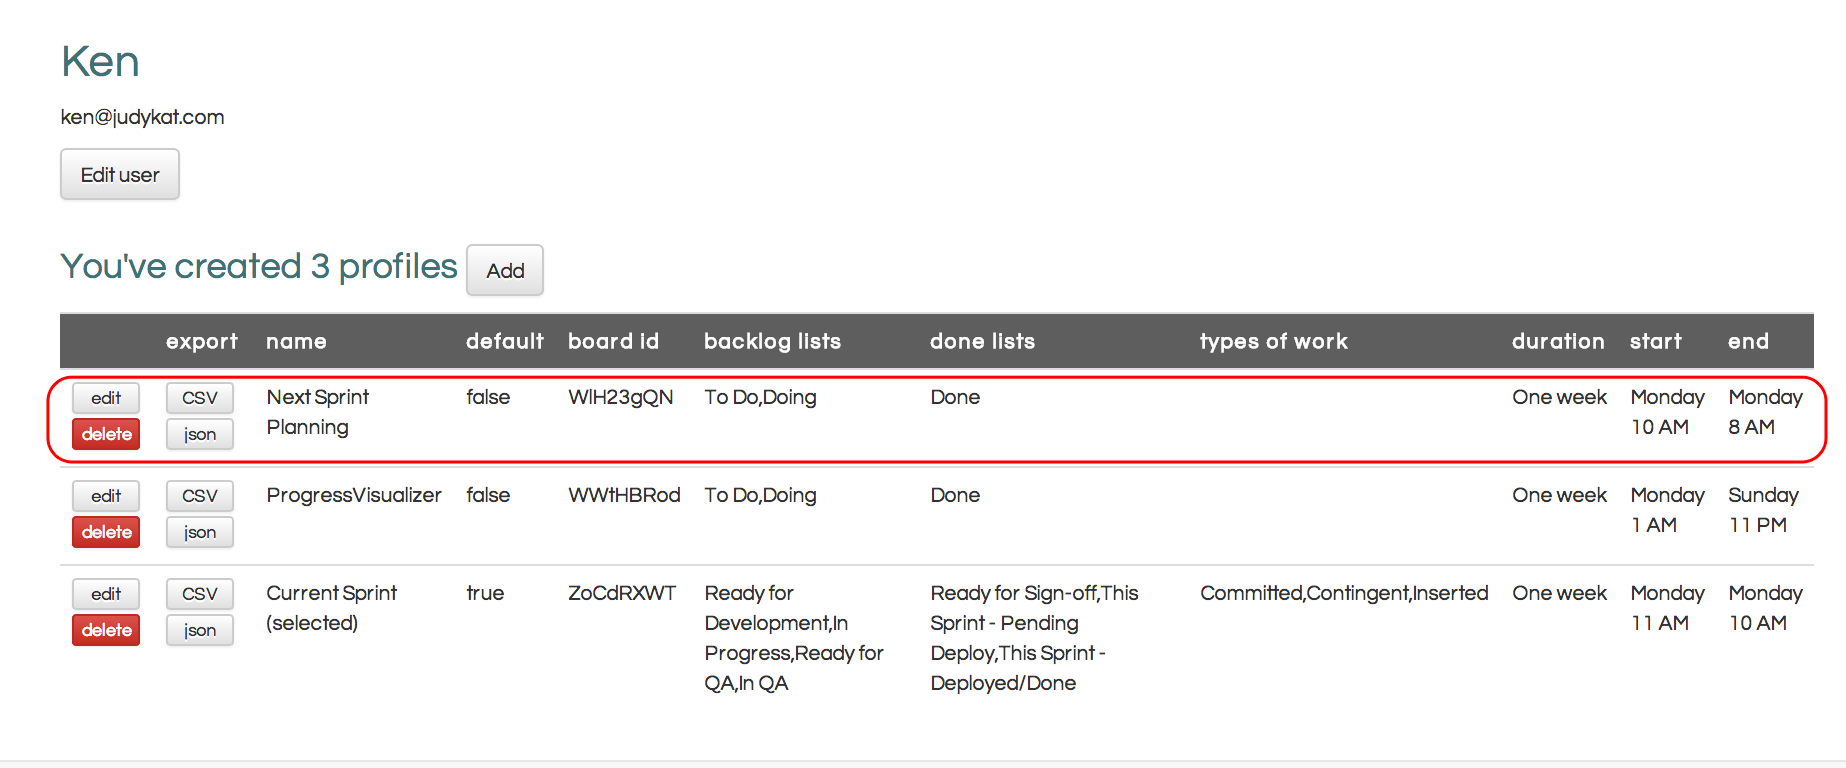 Ken
ken@judykat.com
Edit user
You've created 3 profiles Add
export name default board id backlog lists done lists types of work duration start end
edit CSV Next Sprint false WlH23gQN To Do,Doing Done One week Monday Monday
delete json Planning 10 AM 8 AM
edit CSV ProgressVisualizer false WWtHBRod To Do,Doing Done One week Monday Sunday
delete json 1 AM 11 PM
edit CSV Current Sprint true ZoCdRXWT Ready for Ready for Sign-off,This Committed,Contingent,Inserted One week Monday Monday
delete json (selected) Development,In Sprint - Pending 11 AM 10 AM
Progress,Ready for Deploy,This Sprint -
QA,In QA Deployed/Done